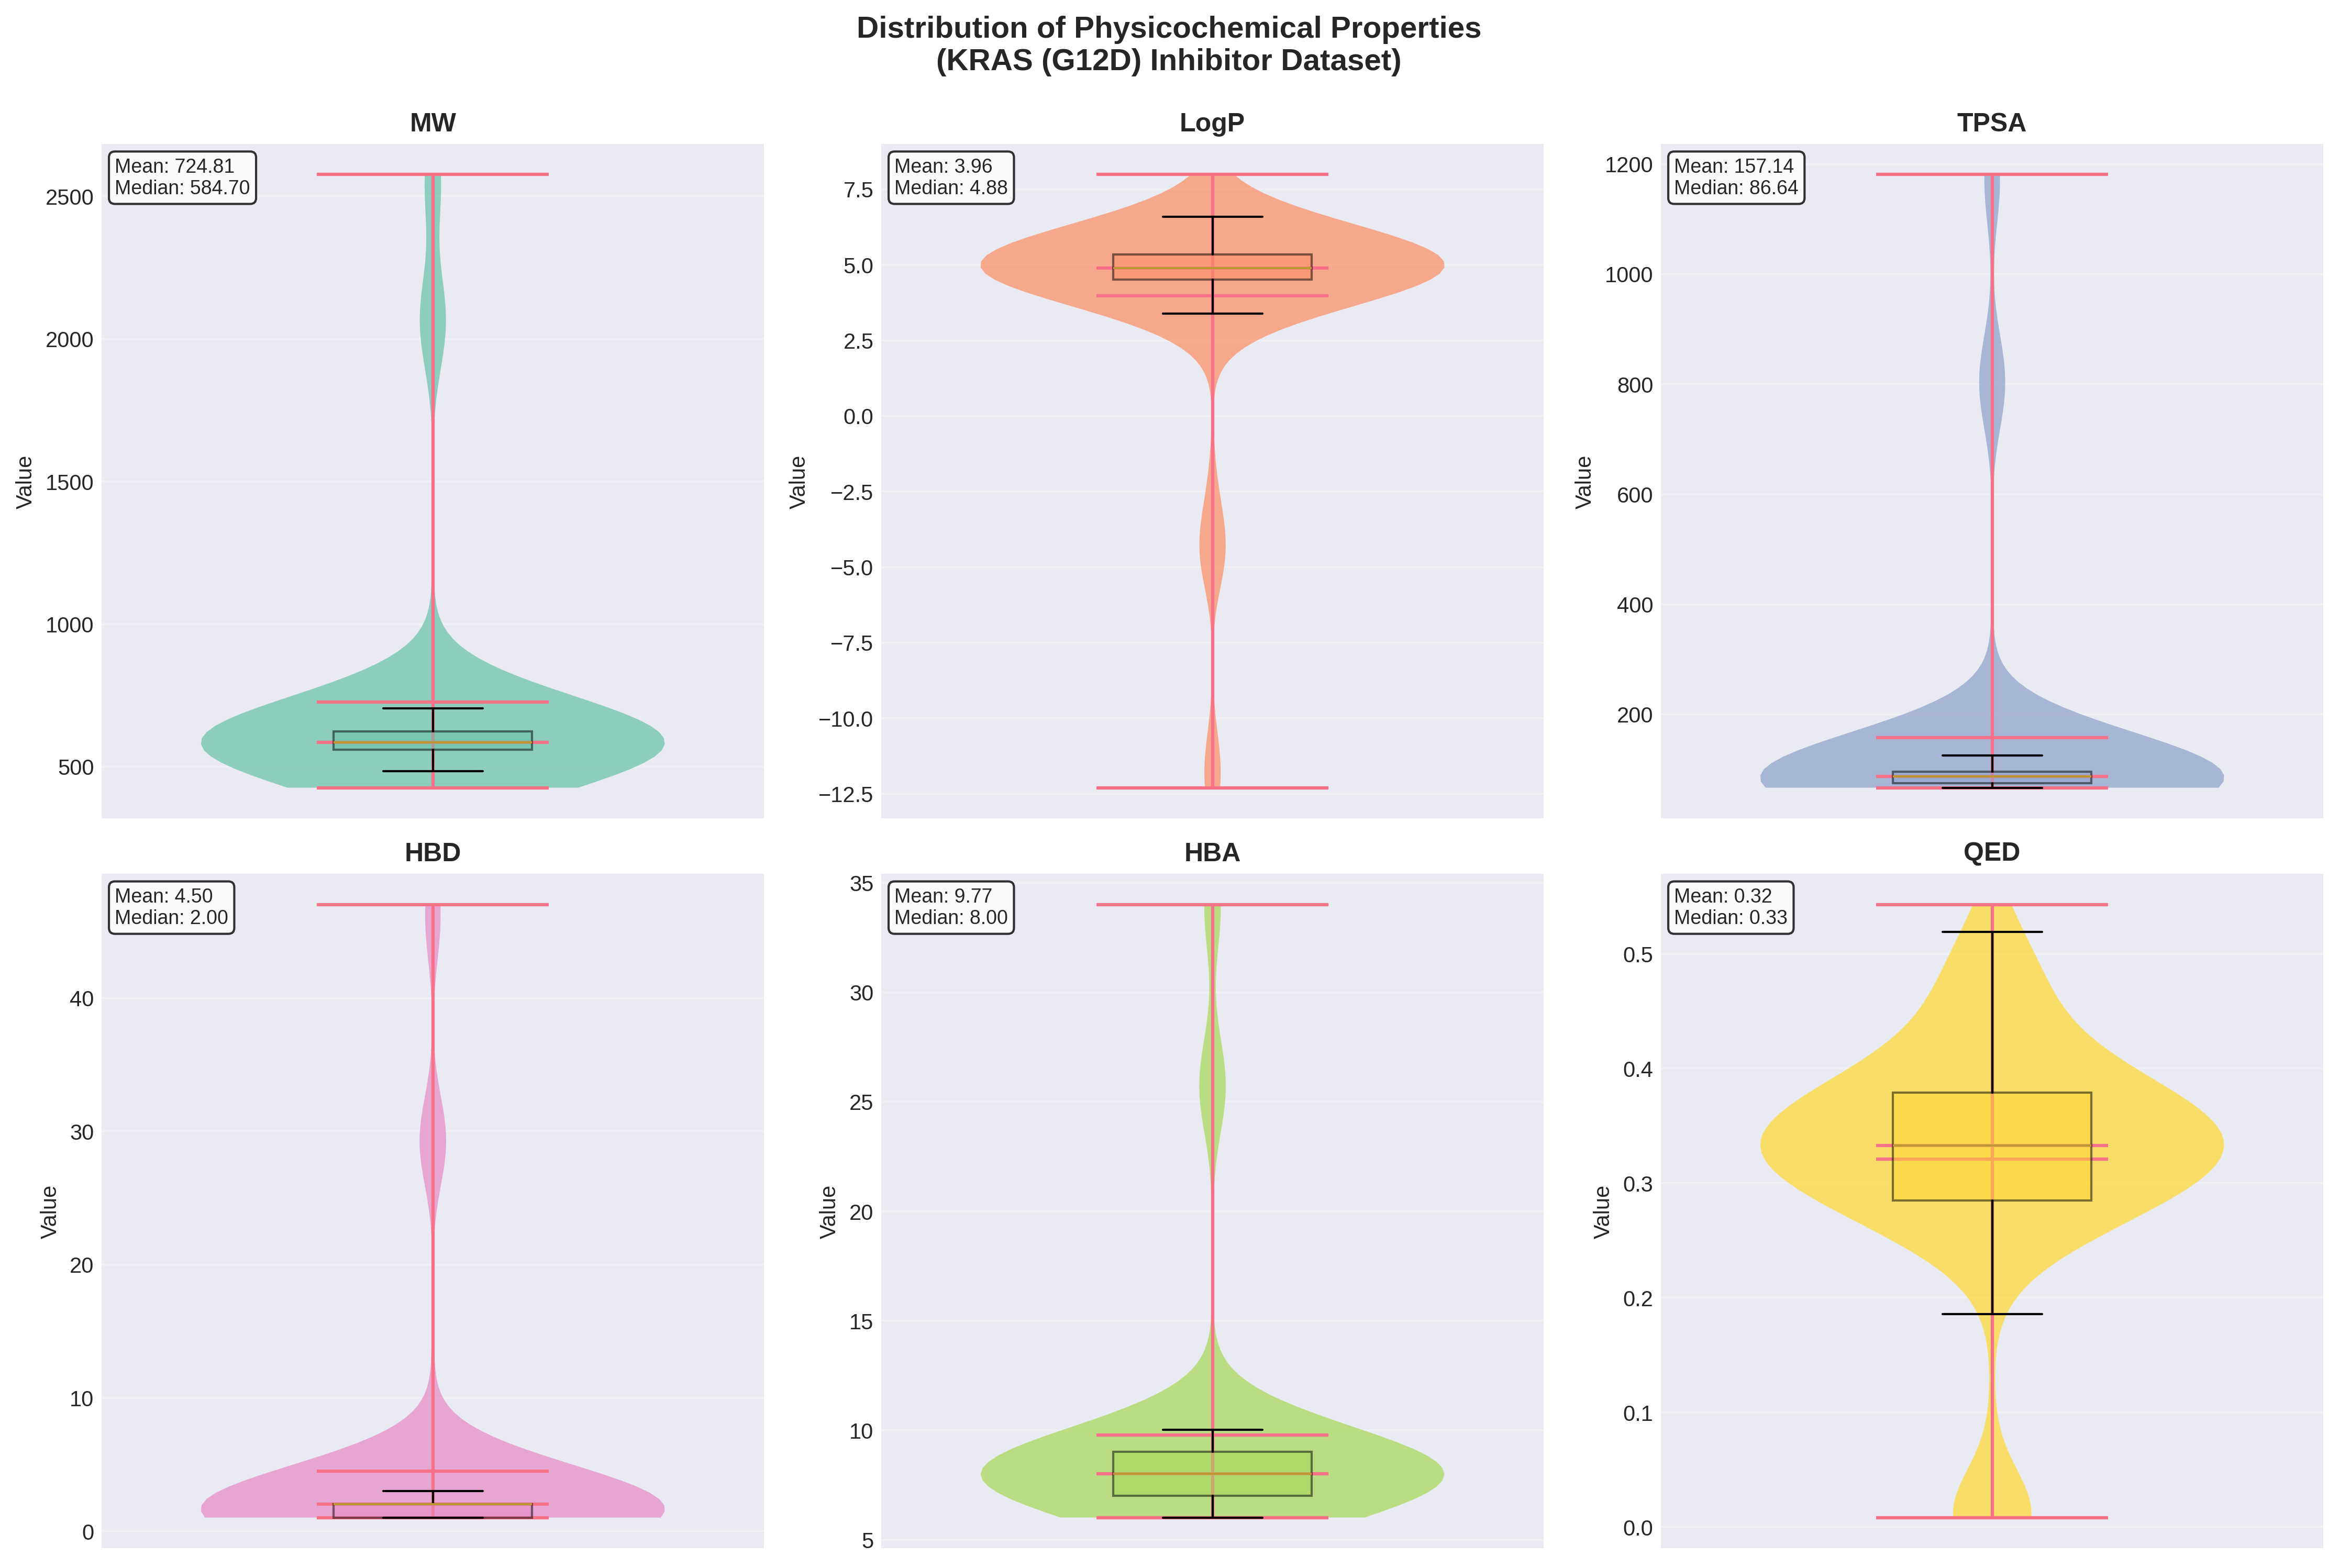 Distribution of Physicochemical Properties
(KRAS (G12D) Inhibitor Dataset)
MW
Mean: 724.81
Median: 584.70
Value
2500
2000
1500
1000
500
LogP
Mean: 3.96
Median: 4.88
Value
7.5
5.0
2.5
0.0
−2.5
−5.0
−7.5
−10.0
−12.5
TPSA
Mean: 157.14
Median: 86.64
Value
1200
1000
800
600
400
200
HBD
Mean: 4.50
Median: 2.00
Value
40
30
20
10
0
HBA
Mean: 9.77
Median: 8.00
Value
35
30
25
20
15
10
5
QED
Mean: 0.32
Median: 0.33
Value
0.5
0.4
0.3
0.2
0.1
0.0